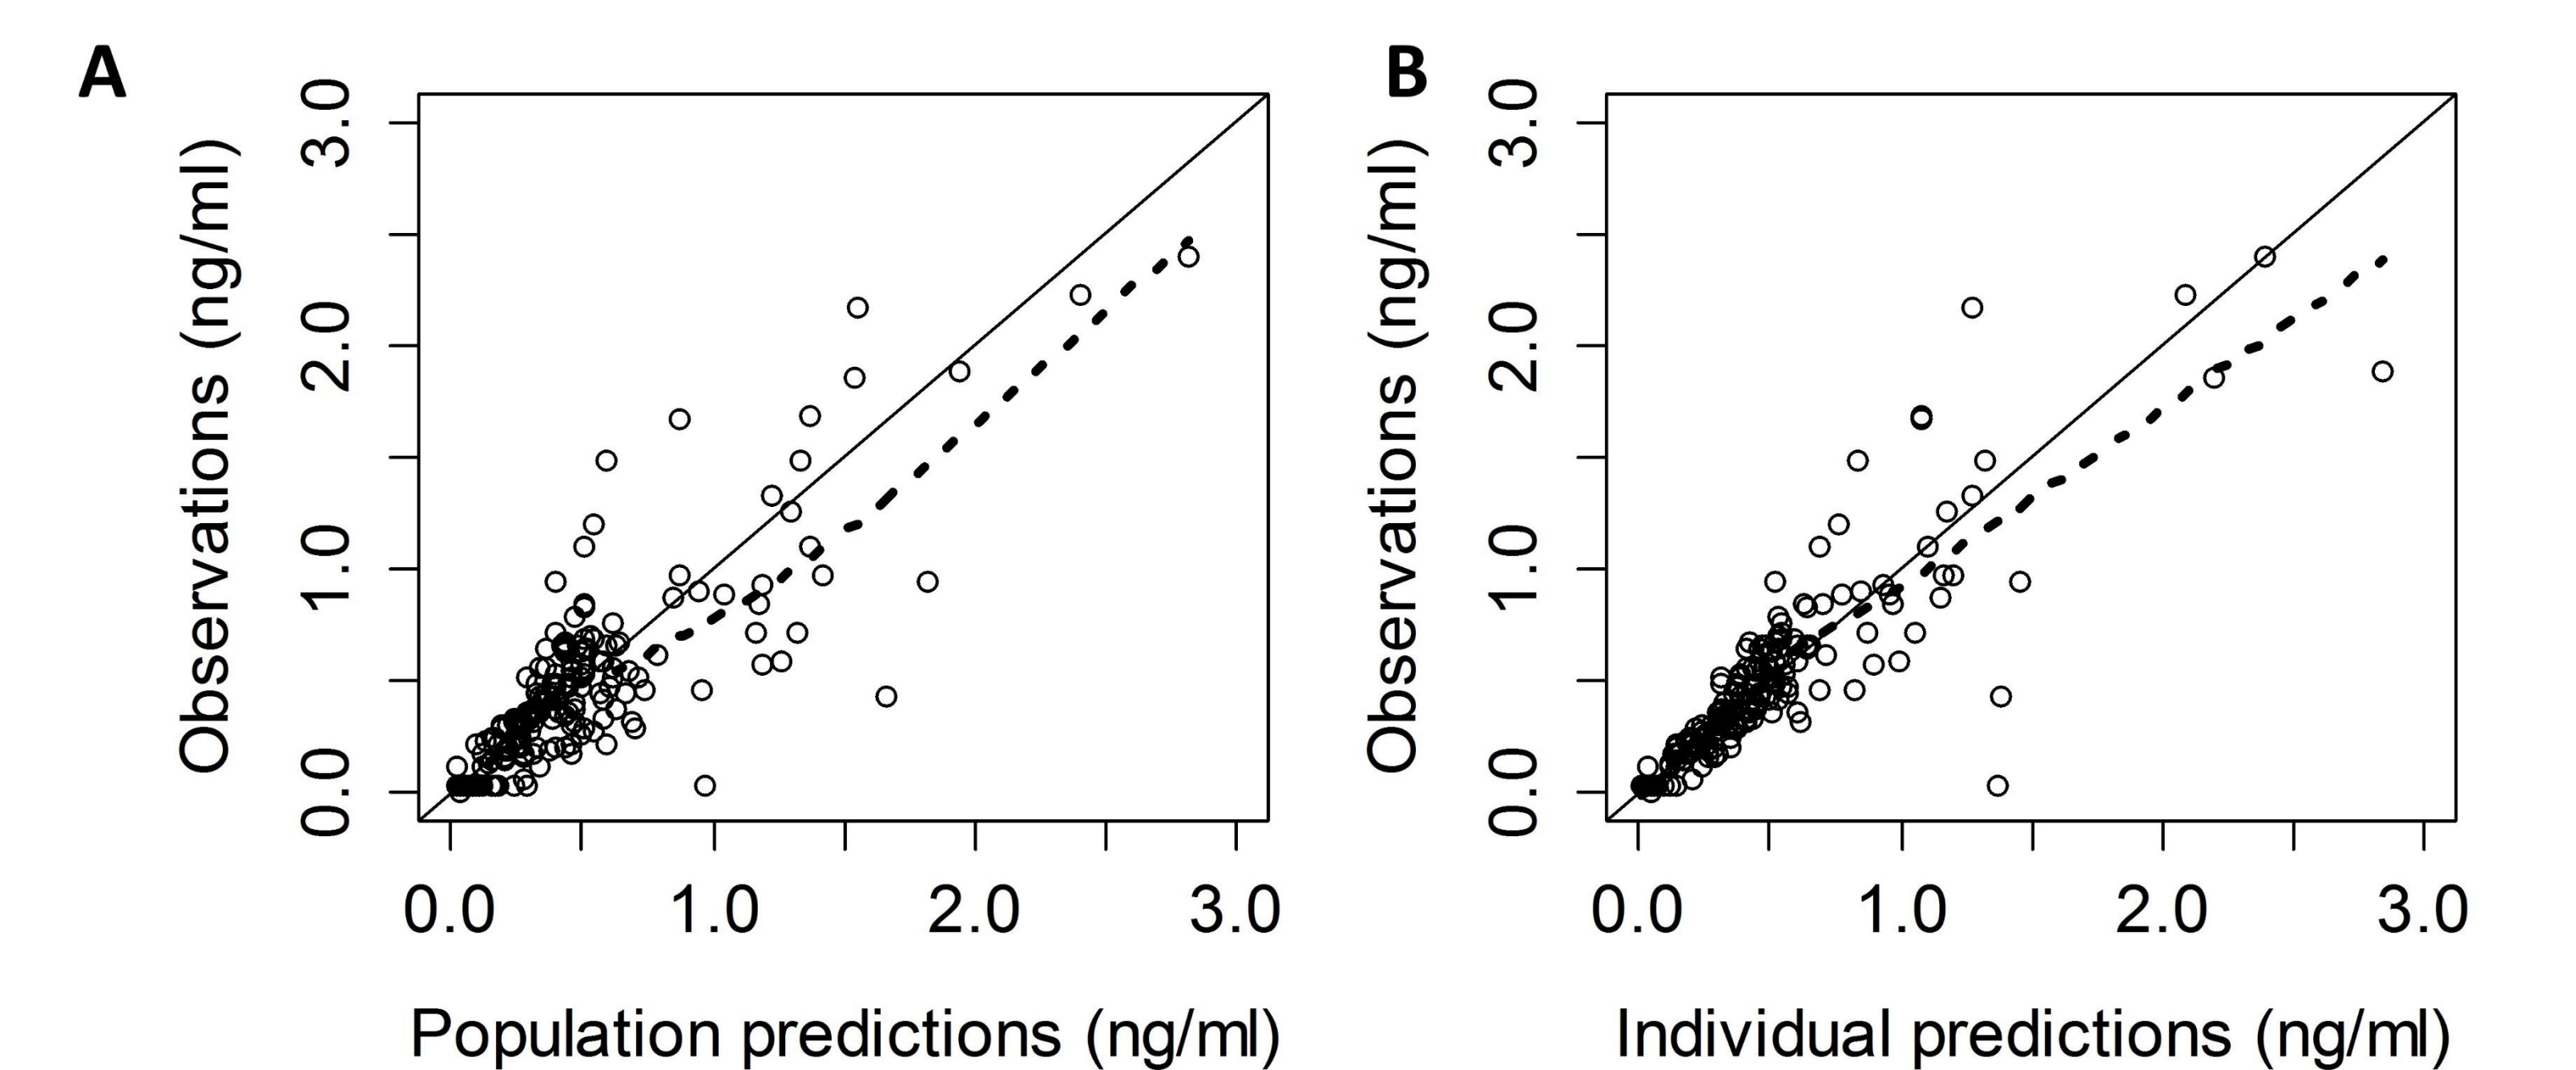 A
Observations (ng/ml)
3.0
2.0
1.0
0.0
0.0 1.0 2.0 3.0
Population predictions (ng/ml)
B
Observations (ng/ml)
3.0
2.0
1.0
0.0
0.0 1.0 2.0 3.0
Individual predictions (ng/ml)